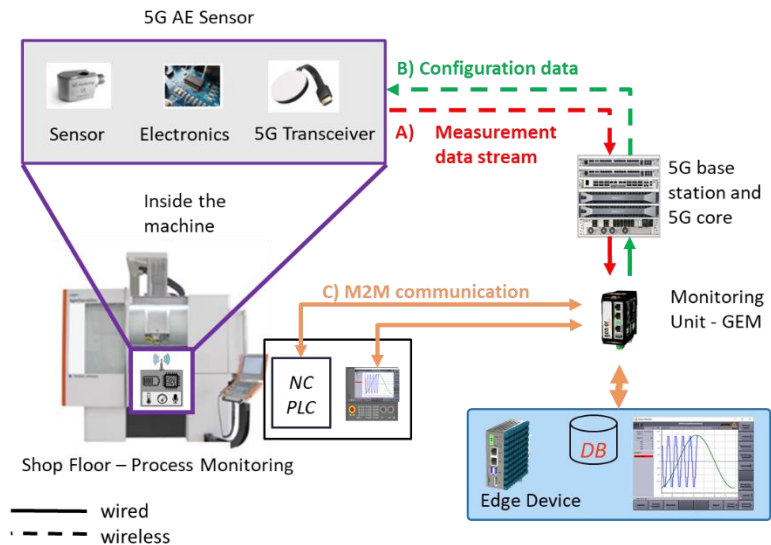 5G AE Sensor
Sensor
Electronics
5G Transceiver
B) Configuration data
A) Measurement
data stream
5G base
station and
5G core
Inside the
machine
C) M2M communication
Monitoring
Unit - GEM
NC
PLC
DB
Edge Device
Shop Floor – Process Monitoring
wired
wireless